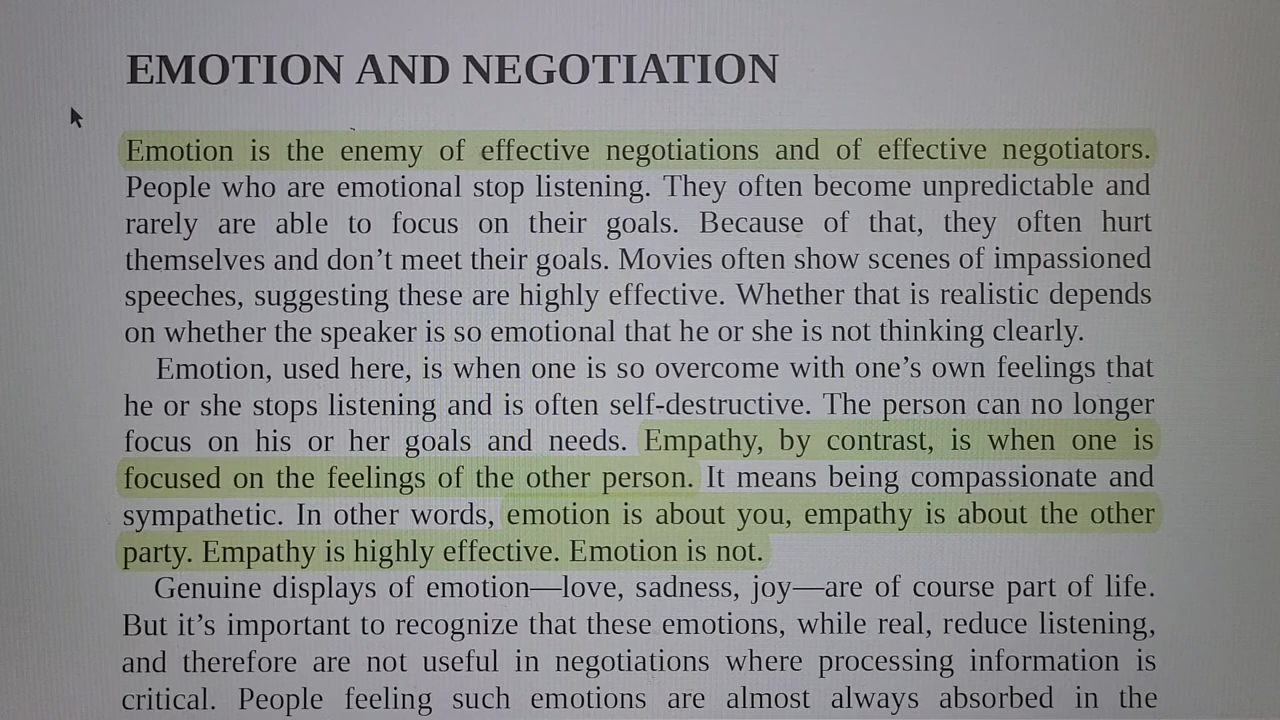 EMOTION AND NEGOTIATION
Emotion is the enemy of effective negotiations and of effective negotiators.
People who are emotional stop listening. They often become unpredictable and
rarely are able to focus on their goals. Because of that, they often hurt
themselves and don’t meet their goals. Movies often show scenes of impassioned
speeches, suggesting these are highly effective. Whether that is realistic depends
on whether the speaker is so emotional that he or she is not thinking clearly.
Emotion, used here, is when one is so overcome with one’s own feelings that
he or she stops listening and is often self-destructive. The person can no longer
focus on his or her goals and needs. Empathy, by contrast, is when one is
focused on the feelings of the other person. It means being compassionate and
sympathetic. In other words, emotion is about you, empathy is about the other
party. Empathy is highly effective. Emotion is not.
Genuine displays of emotion—love, sadness, joy—are of course part of life.
But it’s important to recognize that these emotions, while real, reduce listening,
and therefore are not useful in negotiations where processing information is
critical. People feeling such emotions are almost always absorbed in the